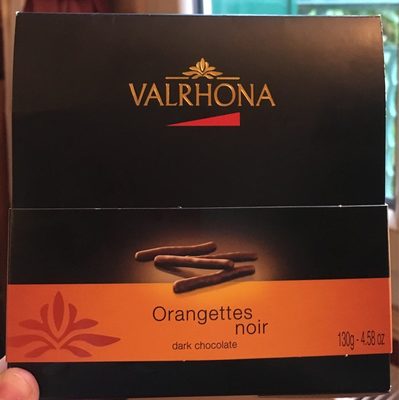 VALRHONA
Orangettes
noir
dark chocolate
130g - 4.58 oz